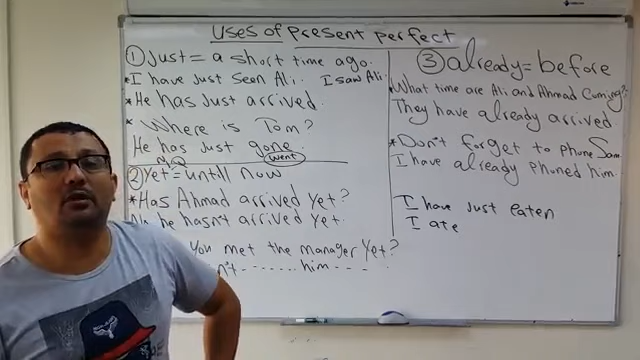 Uses of present perfect
① Just = a short time ago.
* I have just seen Ali. I saw Ali.
* He has just arrived.
* Where is Tom?
He has just gone.
went
② Yet = untill now
* Has Ahmad arrived yet?
No he hasn't arrived yet.
you met the manager yet?
n't ........ him ....
③ already = before
What time are Ali and Ahmad coming?
They have already arrived
* Don't forget to phone Sam
I have already phoned him.
I have just eaten
I ate